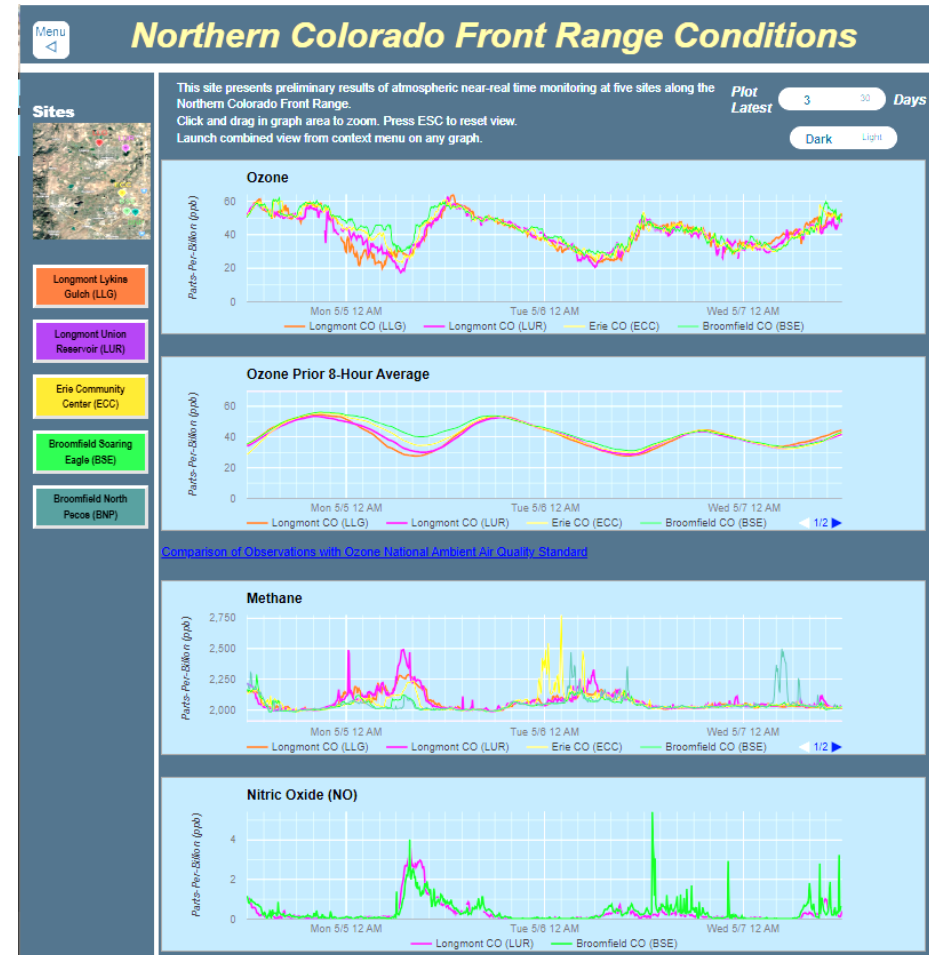 Menu
Northern Colorado Front Range Conditions
This site presents preliminary results of atmospheric near-real time monitoring at five sites along the
Northern Colorado Front Range.
Click and drag in graph area to zoom. Press ESC to reset view.
Launch combined view from context menu on any graph.
Plot
Latest
3 30 Days
Dark Light
Sites
Longmont Lykins
Gulch (LLG)
Longmont Union
Reservoir (LUR)
Erie Community
Center (ECC)
Broomfield Soaring
Eagle (BSE)
Broomfield North
Pecos (BNP)
Ozone
Parts-Per-Billion (ppb)
60
40
20
0
Mon 5/5 12 AM Tue 5/6 12 AM Wed 5/7 12 AM
Longmont CO (LLG) Longmont CO (LUR) Erie CO (ECC) Broomfield CO (BSE)
Ozone Prior 8-Hour Average
Parts-Per-Billion (ppb)
60
40
20
0
Mon 5/5 12 AM Tue 5/6 12 AM Wed 5/7 12 AM
Longmont CO (LLG) Longmont CO (LUR) Erie CO (ECC) Broomfield CO (BSE) 1/2
Comparison of Observations with Ozone National Ambient Air Quality Standard
Methane
Parts-Per-Billion (ppb)
2,750
2,500
2,250
2,000
Mon 5/5 12 AM Tue 5/6 12 AM Wed 5/7 12 AM
Longmont CO (LLG) Longmont CO (LUR) Erie CO (ECC) Broomfield CO (BSE) 1/2
Nitric Oxide (NO)
Parts-Per-Billion (ppb)
4
2
0
Mon 5/5 12 AM Tue 5/6 12 AM Wed 5/7 12 AM
Longmont CO (LUR) Broomfield CO (BSE)